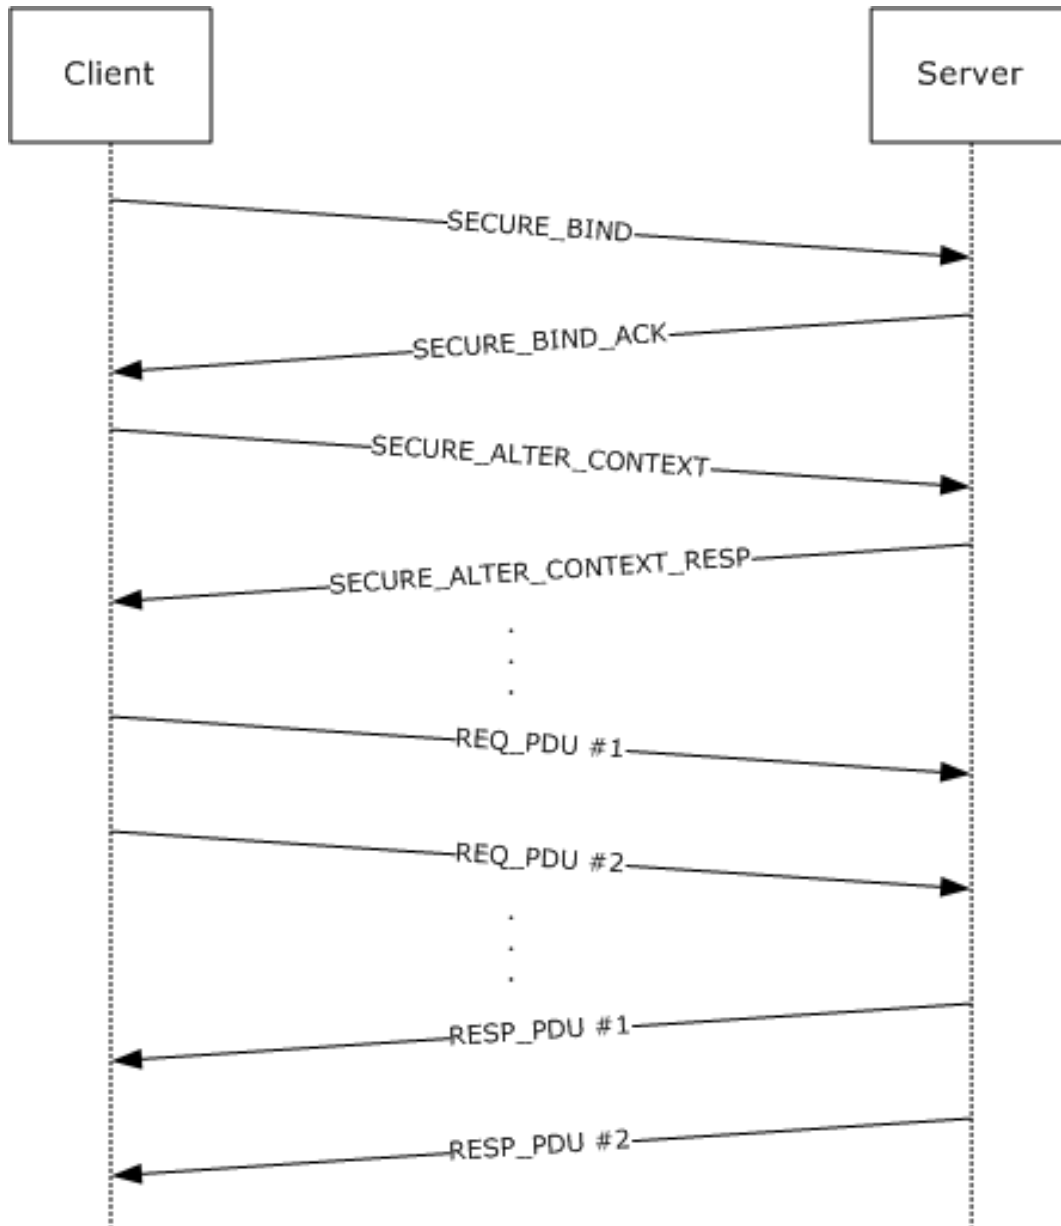 Client
Server
SECURE_BIND
SECURE_BIND_ACK
SECURE_ALTER_CONTEXT
SECURE_ALTER_CONTEXT_RESP
.
.
.
REQ_PDU #1
REQ_PDU #2
.
.
.
RESP_PDU #1
RESP_PDU #2